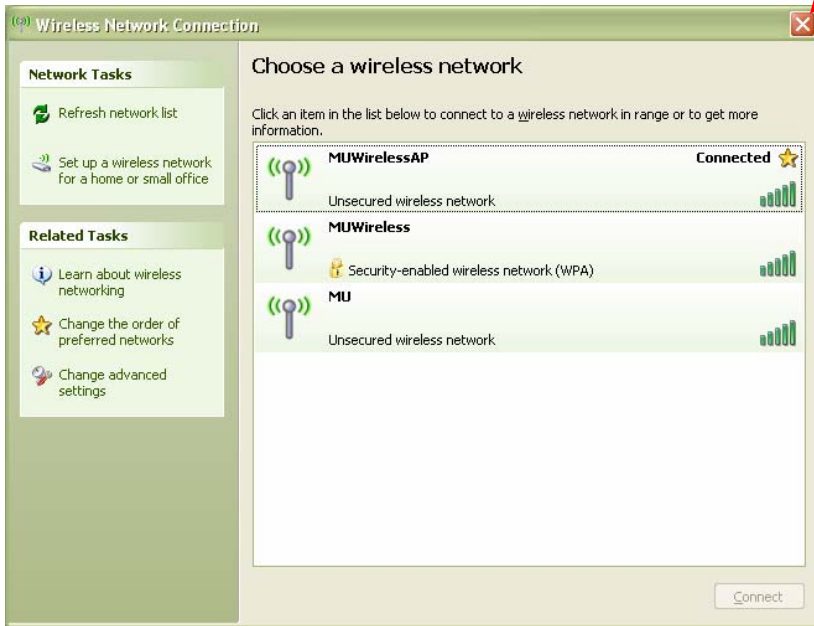 Wireless Network Connection
Network Tasks
Refresh network list
Set up a wireless network
for a home or small office
Related Tasks
Learn about wireless
networking
Change the order of
preferred networks
Change advanced
settings
Choose a wireless network
Click an item in the list below to connect to a wireless network in range or to get more
information.
MUWirelessAP Connected
Unsecured wireless network
MUWireless
Security-enabled wireless network (WPA)
MU
Unsecured wireless network
Connect